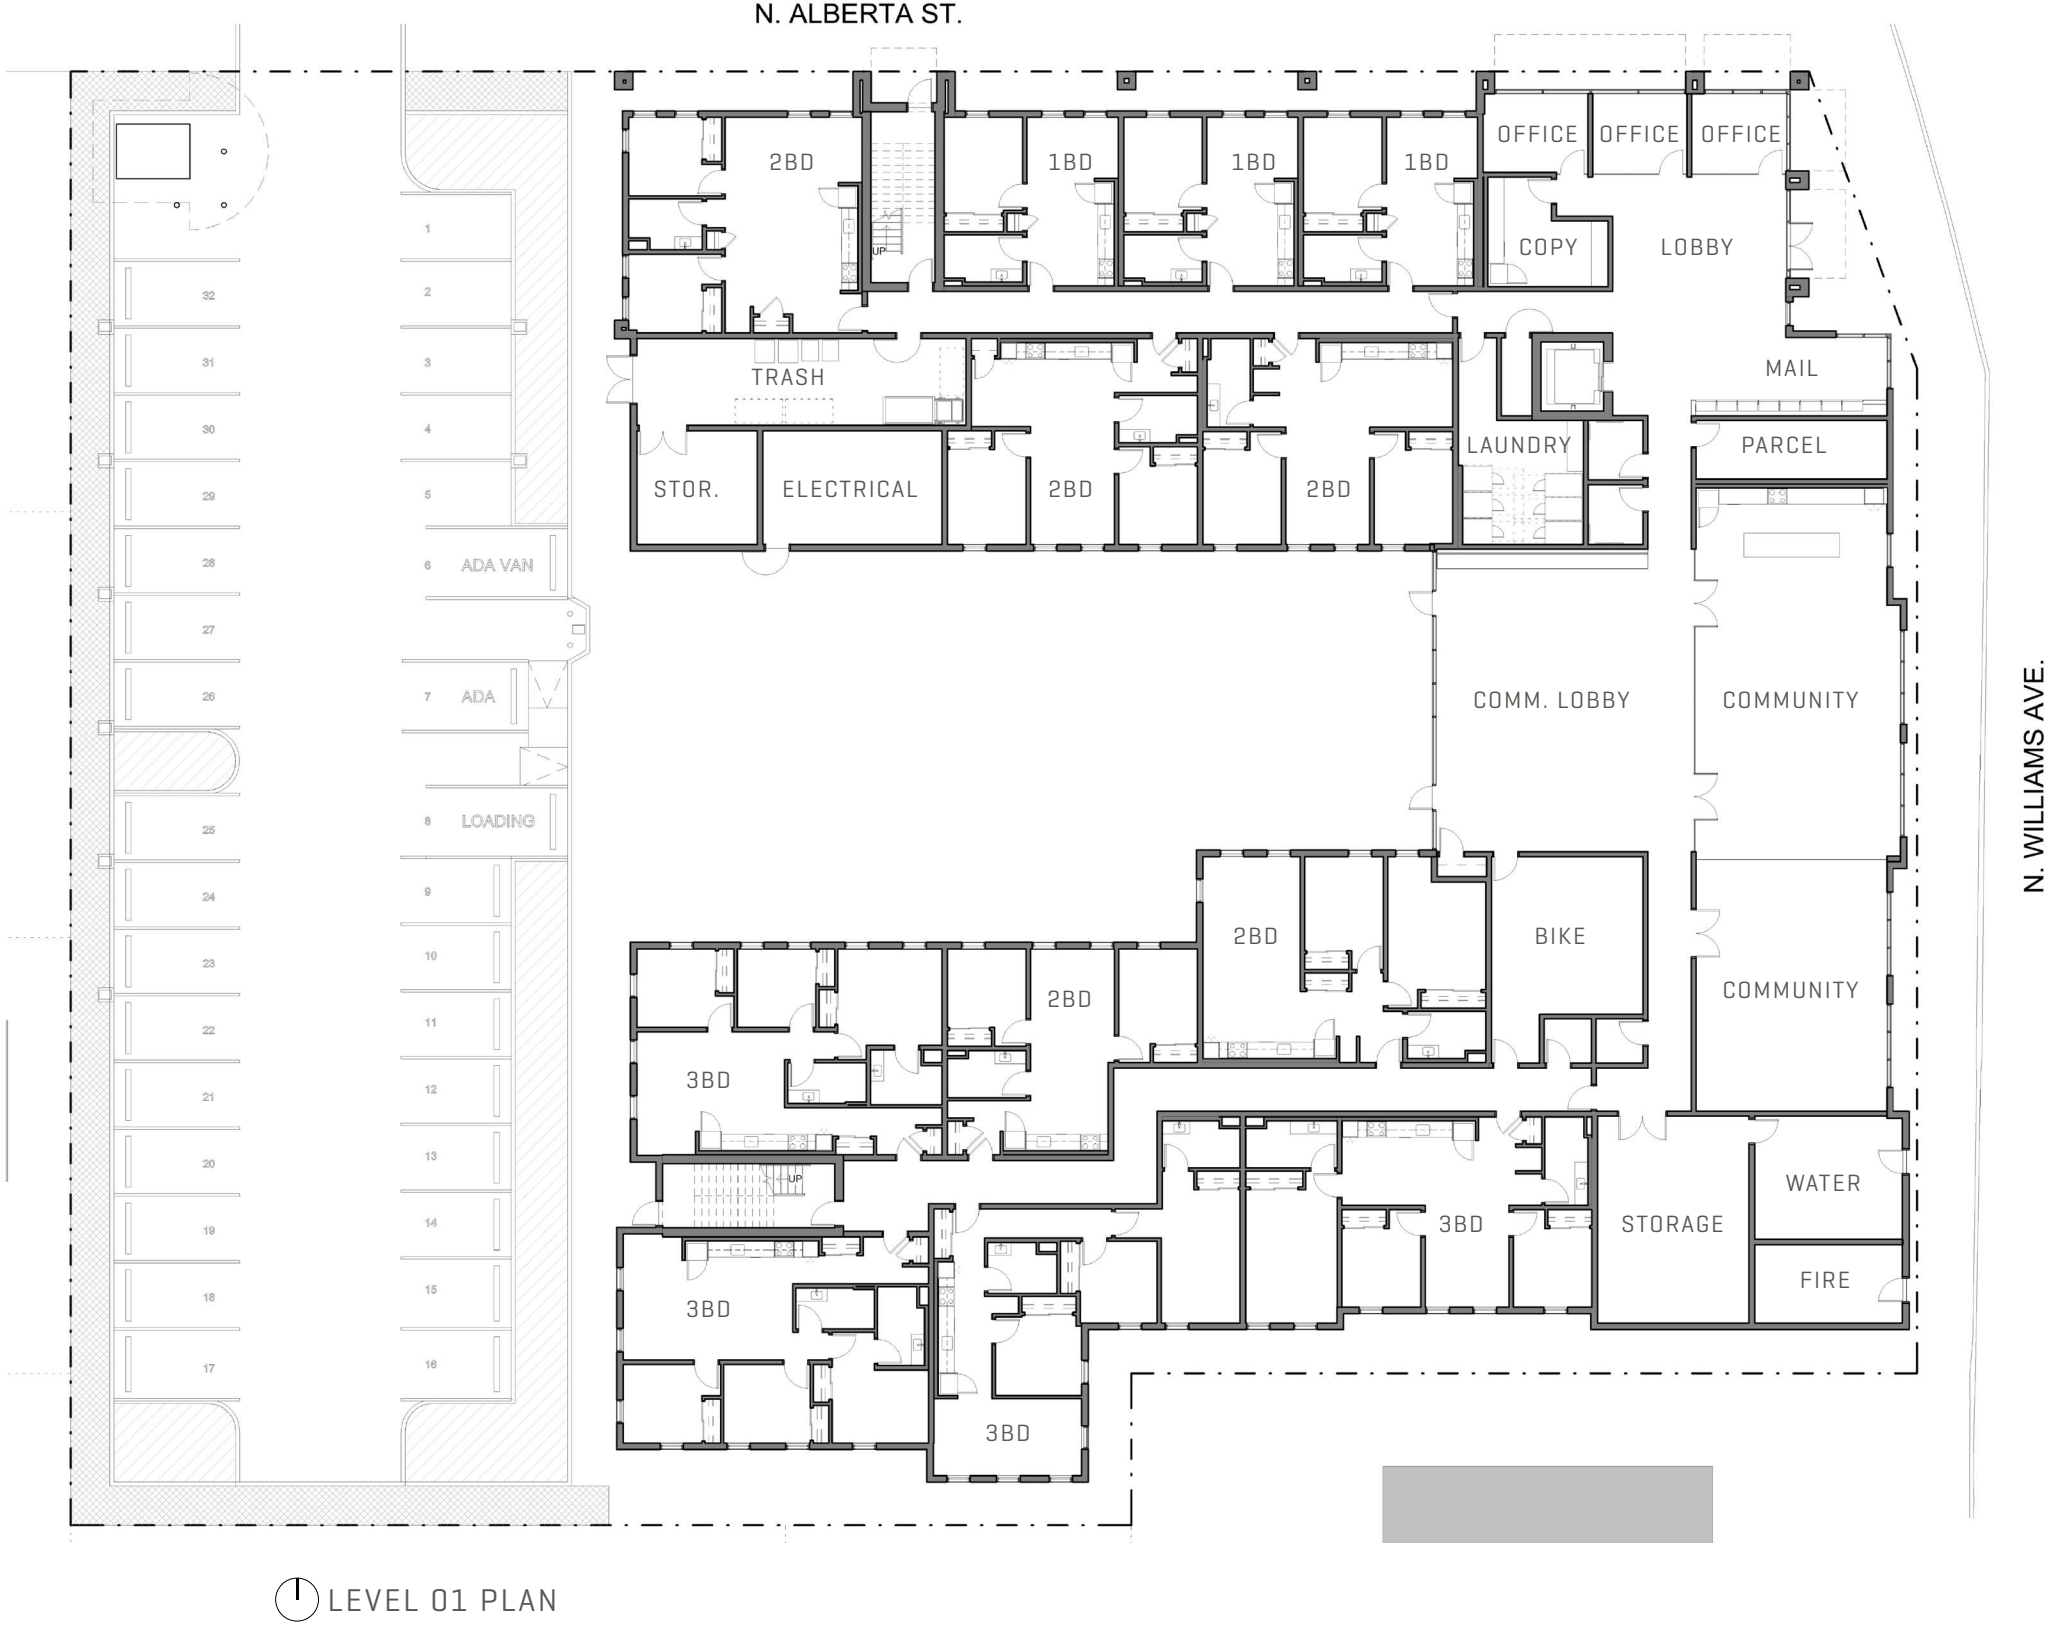 N. ALBERTA ST.
OFFICE OFFICE OFFICE
2BD 1BD 1BD 1BD
UP
COPY LOBBY
1
32 2
31 3
TRASH MAIL
30 4
LAUNDRY PARCEL
29 5
STOR. ELECTRICAL 2BD 2BD
28 6 ADA VAN
27
26 7 ADA
COMM. LOBBY COMMUNITY
N. WILLIAMS AVE.
25 8 LOADING
24 9
2BD BIKE
23 10
2BD COMMUNITY
22 11
3BD
21 12
20 13
UP
WATER
19 14
3BD STORAGE
18 15
3BD FIRE
17 16
3BD
LEVEL 01 PLAN